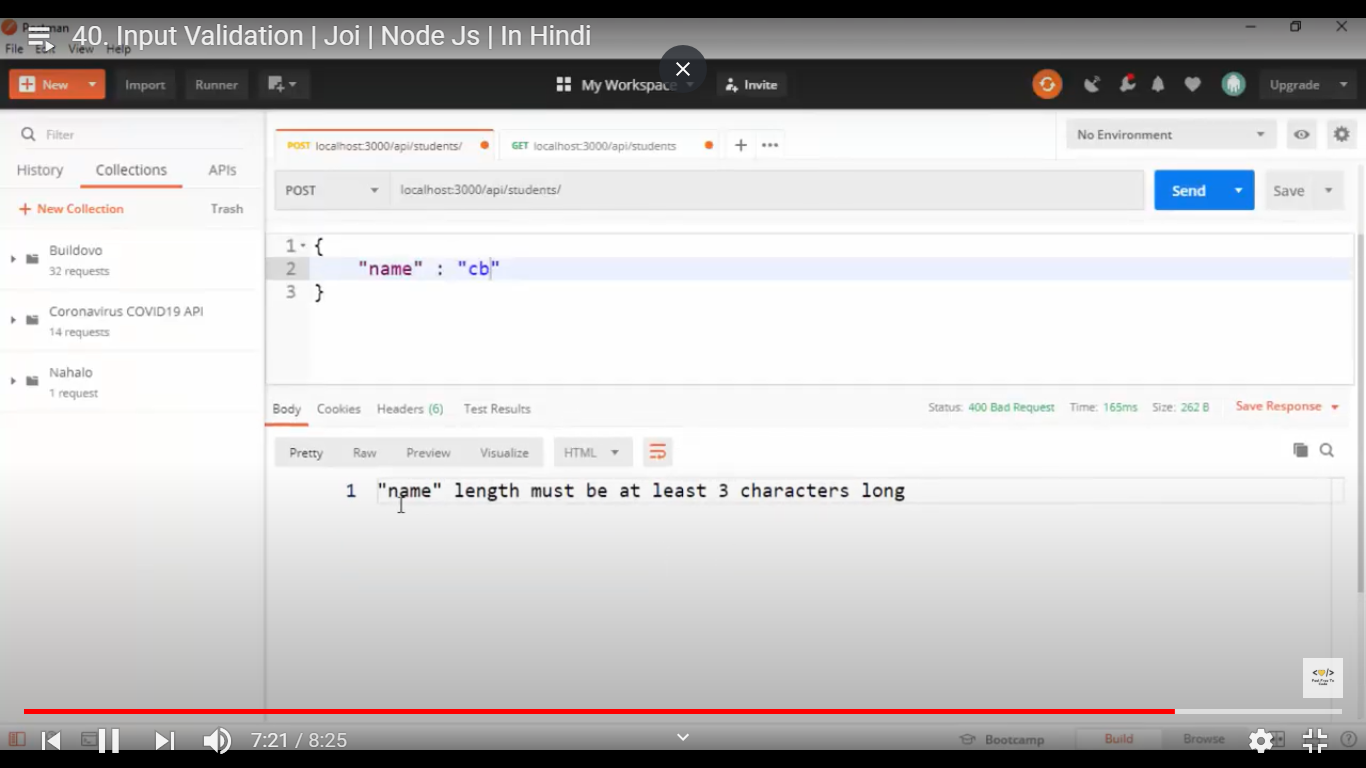 40. Input Validation | Joi | Node Js | In Hindi
File Edit View Help
New Import Runner My Workspace Invite Upgrade
Filter
History Collections APIs
+ New Collection Trash
Buildovo
32 requests
Coronavirus COVID19 API
14 requests
Nahalo
1 request
POST localhost:3000/api/students/ GET localhost:3000/api/students + ••• No Environment
POST localhost:3000/api/students/ Send Save
1 {
2 "name" : "cb"
3 }
Body Cookies Headers (6) Test Results Status: 400 Bad Request Time: 165ms Size: 262 B Save Response
Pretty Raw Preview Visualize HTML
1 "name" length must be at least 3 characters long
7:21 / 8:25 Bootcamp Build Browse